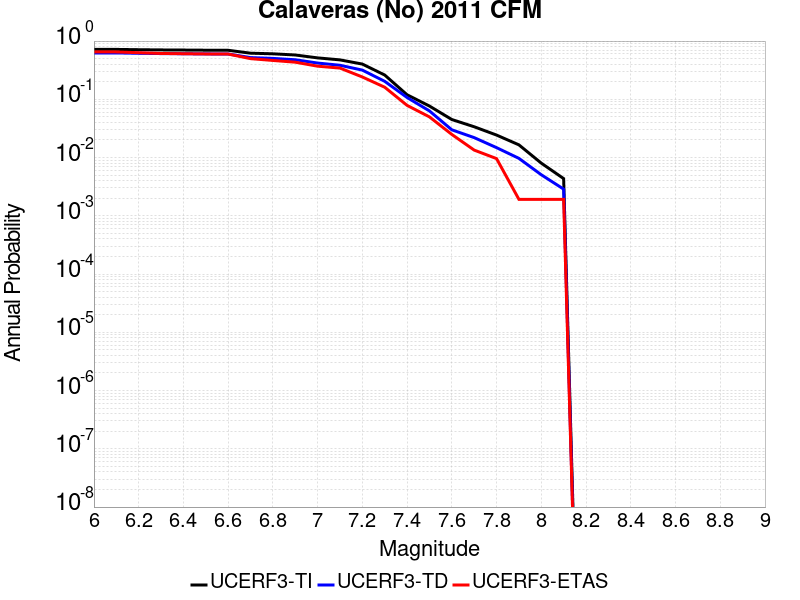 Calaveras (No) 2011 CFM
10^0
10^-1
10^-2
10^-3
10^-4
10^-5
10^-6
10^-7
10^-8
Annual Probability
6 6.2 6.4 6.6 6.8 7 7.2 7.4 7.6 7.8 8 8.2 8.4 8.6 8.8 9
Magnitude
UCERF3-TI UCERF3-TD UCERF3-ETAS